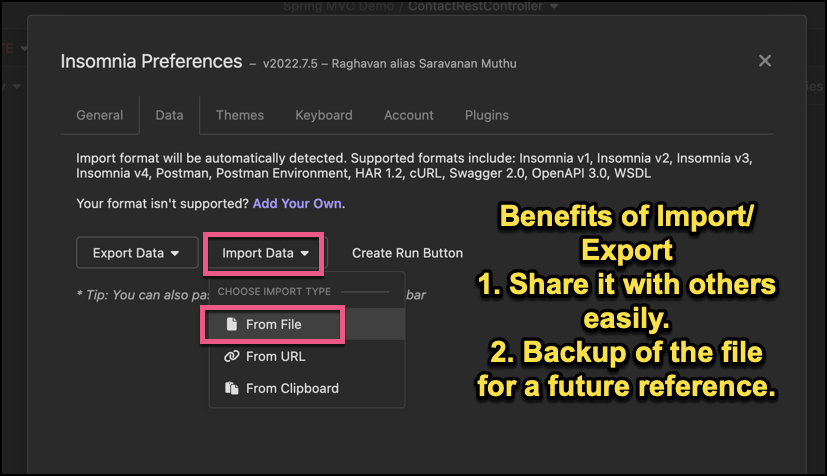 Spring MVC Demo / ContactRestController
Insomnia Preferences – v2022.7.5 – Raghavan alias Saravanan Muthu
General Data Themes Keyboard Account Plugins
Import format will be automatically detected. Supported formats include: Insomnia v1, Insomnia v2, Insomnia v3,
Insomnia v4, Postman, Postman Environment, HAR 1.2, cURL, Swagger 2.0, OpenAPI 3.0, WSDL
Your format isn't supported? Add Your Own.
Export Data Import Data Create Run Button
* Tip: You can also pas bar
CHOOSE IMPORT TYPE
From File
From URL
From Clipboard
Benefits of Import/
Export
1. Share it with others
easily.
2. Backup of the file
for a future reference.